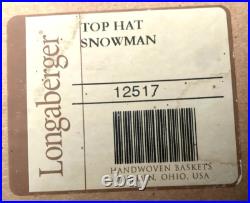 Longaberger®
TOP HAT
SNOWMAN
12517
HANDWOVEN BASKETS
OHIO, USA